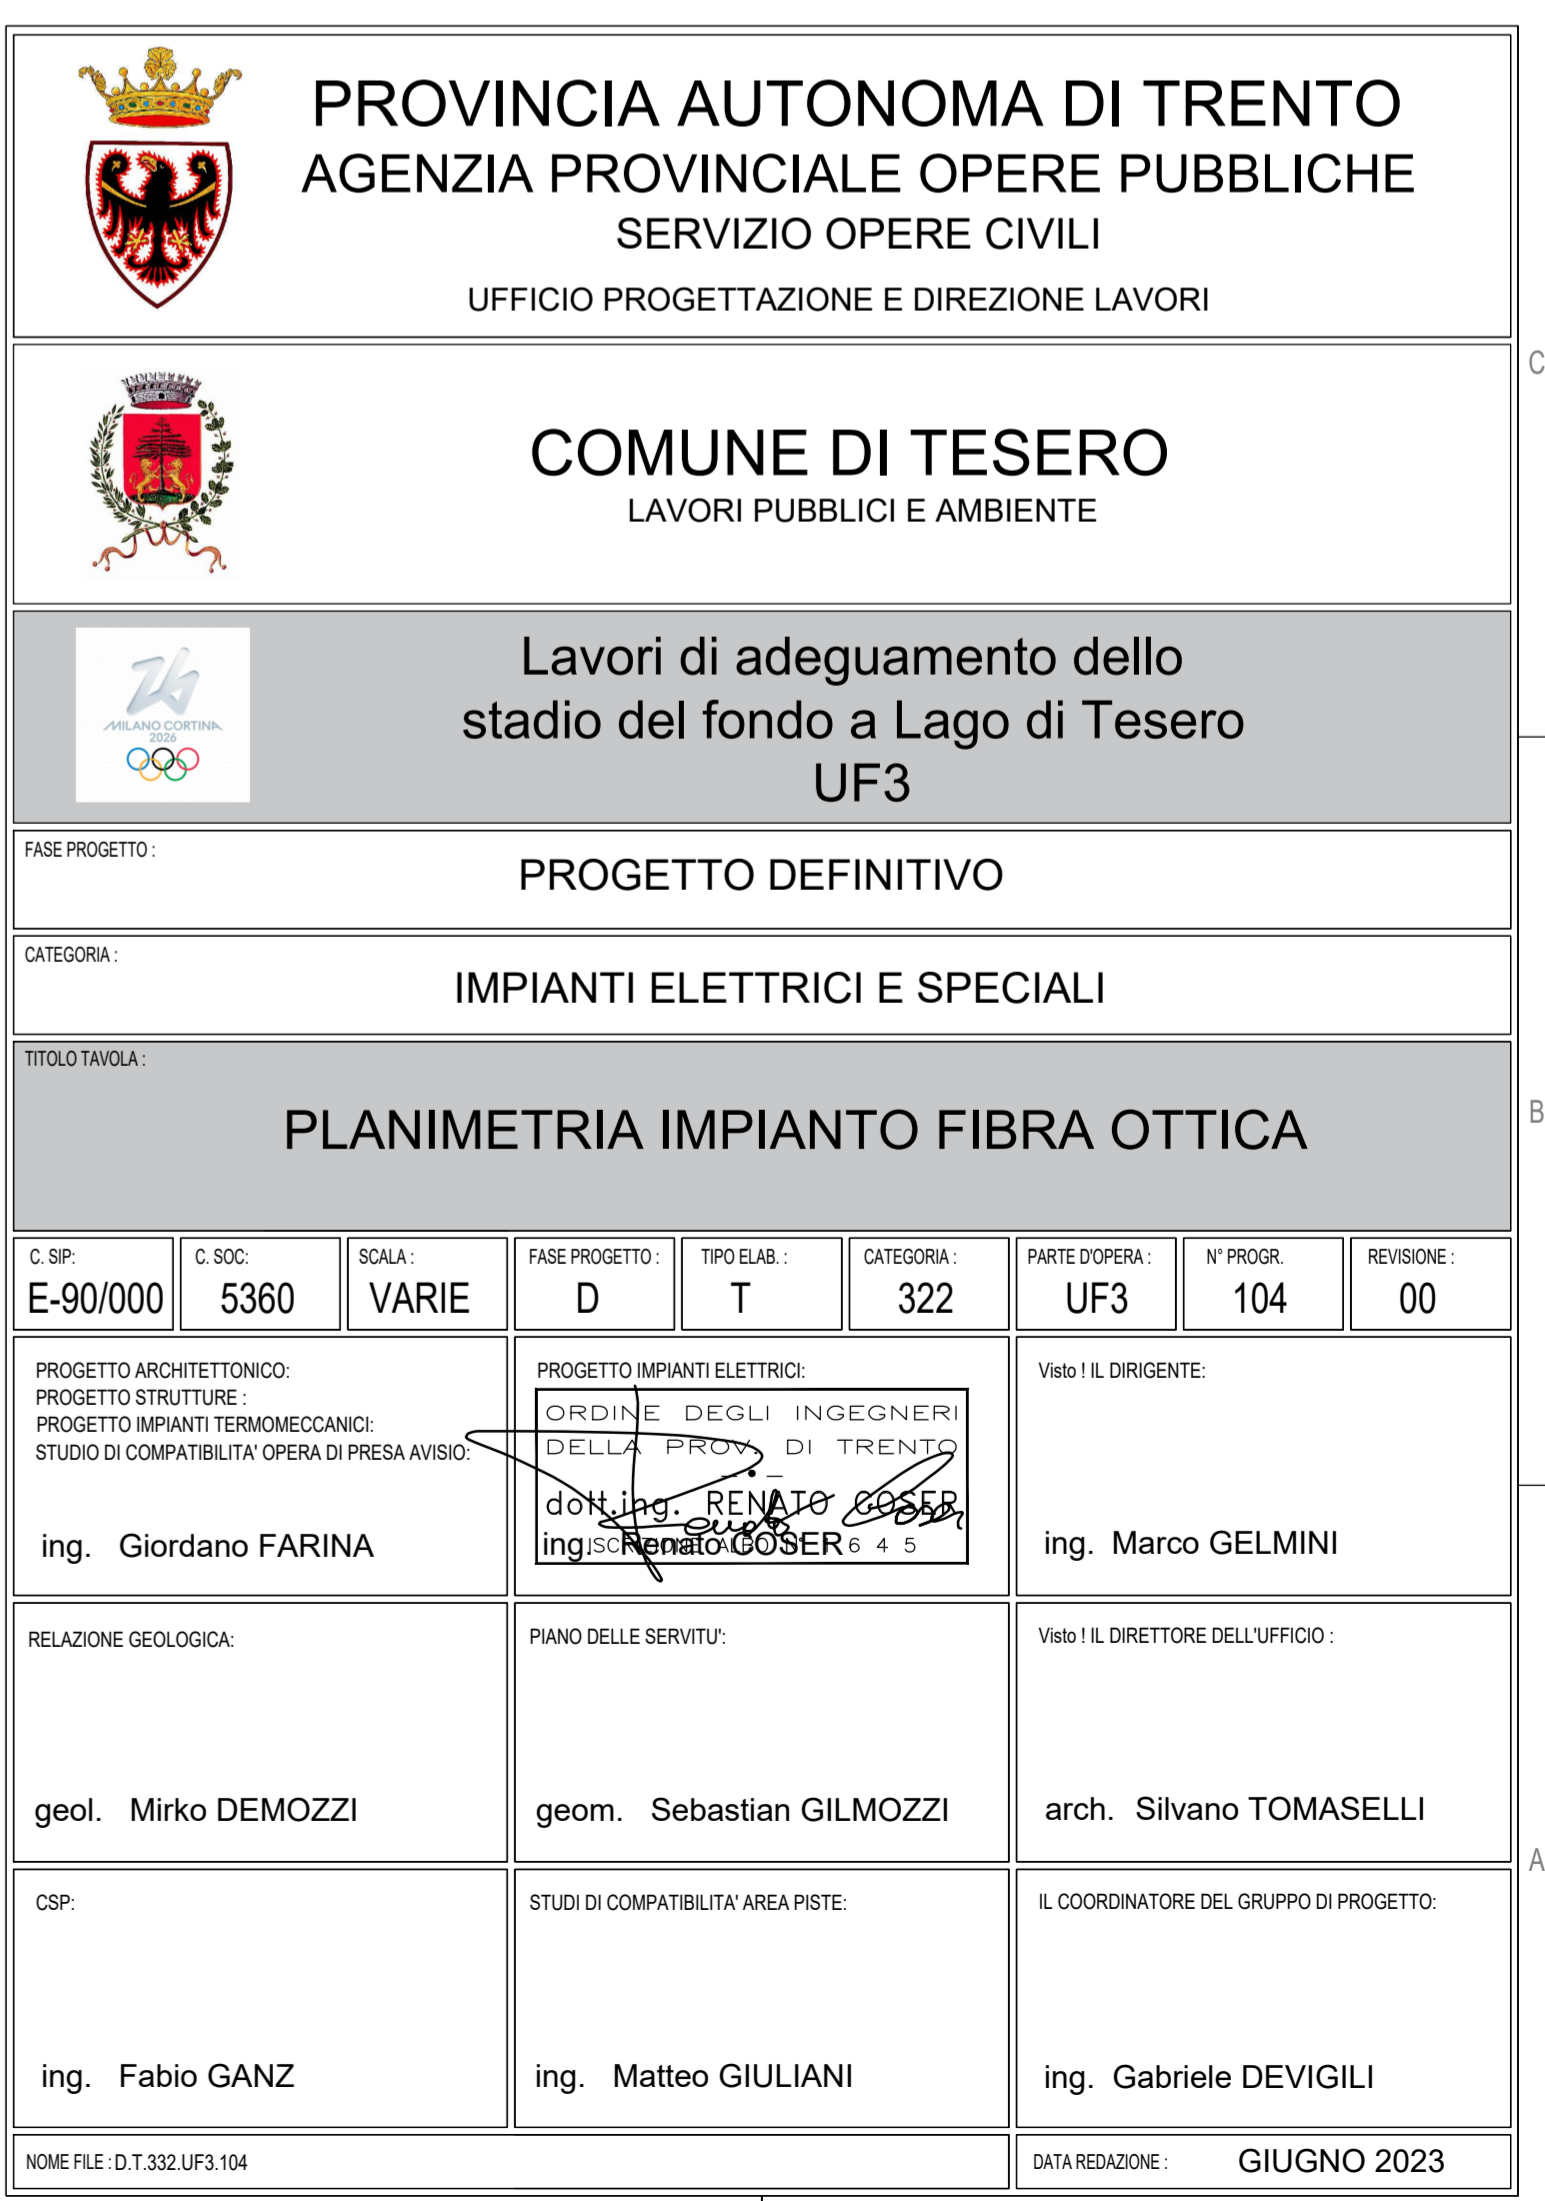 PROVINCIA AUTONOMA DI TRENTO
AGENZIA PROVINCIALE OPERE PUBBLICHE
SERVIZIO OPERE CIVILI
UFFICIO PROGETTAZIONE E DIREZIONE LAVORI
C
COMUNE DI TESERO
LAVORI PUBBLICI E AMBIENTE
26
MILANO CORTINA
2026
Lavori di adeguamento dello
stadio del fondo a Lago di Tesero
UF3
FASE PROGETTO :
PROGETTO DEFINITIVO
CATEGORIA :
IMPIANTI ELETTRICI E SPECIALI
TITOLO TAVOLA :
PLANIMETRIA IMPIANTO FIBRA OTTICA
B
C. SIP: C. SOC: SCALA : FASE PROGETTO : TIPO ELAB. : CATEGORIA : PARTE D'OPERA : N° PROGR. REVISIONE :
E-90/000 5360 VARIE D T 322 UF3 104 00
PROGETTO ARCHITETTONICO:
PROGETTO STRUTTURE :
PROGETTO IMPIANTI TERMOMECCANICI:
STUDIO DI COMPATIBILITA' OPERA DI PRESA AVISIO:
ing. Giordano FARINA
PROGETTO IMPIANTI ELETTRICI:
ORDINE DEGLI INGEGNERI
DELLA PROV. DI TRENTO
dott.ing. RENATO COSER
Renato Coser
ing. Renato COSER
ISCRIZIONE ALBO N° 1645
Visto ! IL DIRIGENTE:
ing. Marco GELMINI
RELAZIONE GEOLOGICA:
geol. Mirko DEMOZZI
PIANO DELLE SERVITU':
geom. Sebastian GILMOZZI
Visto ! IL DIRETTORE DELL'UFFICIO :
arch. Silvano TOMASELLI
A
CSP:
ing. Fabio GANZ
STUDI DI COMPATIBILITA' AREA PISTE:
ing. Matteo GIULIANI
IL COORDINATORE DEL GRUPPO DI PROGETTO:
ing. Gabriele DEVIGILI
NOME FILE : D.T.332.UF3.104
DATA REDAZIONE : GIUGNO 2023